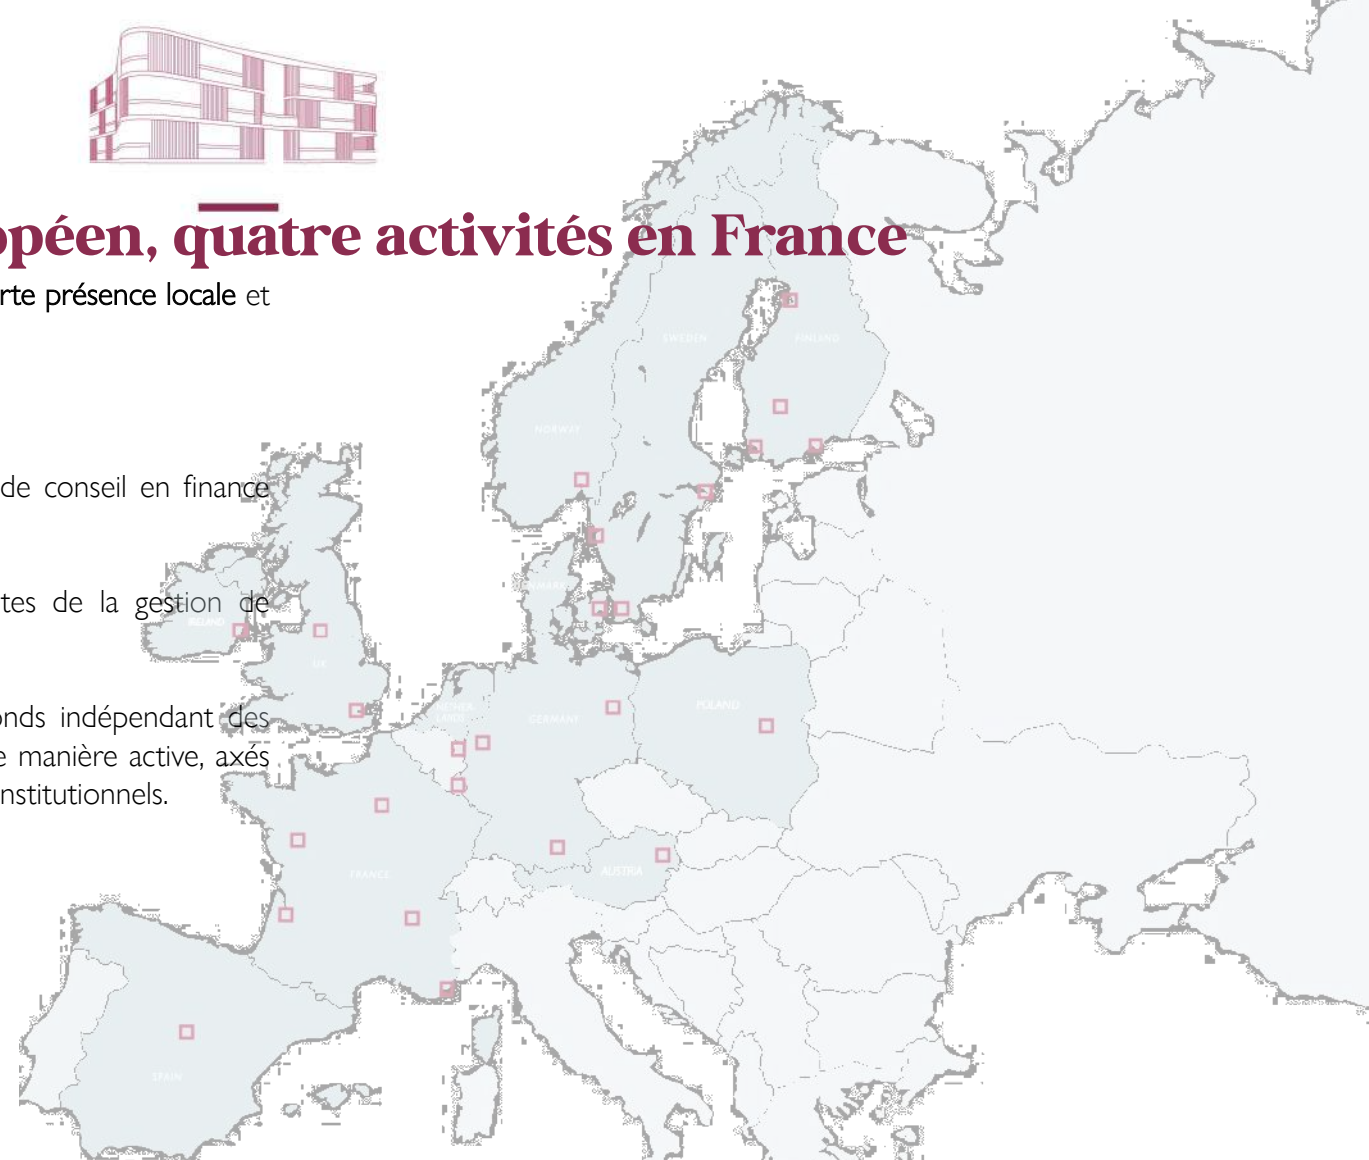 opéen, quatre activités en France
rte présence locale et
SWEDEN
FINLAND
NORWAY
de conseil en finance
tes de la gestion de
IRELAND
UK
onds indépendant des
e manière active, axés
nstitutionnels.
GERMANY
POLAND
FRANCE
AUSTRIA
SPAIN